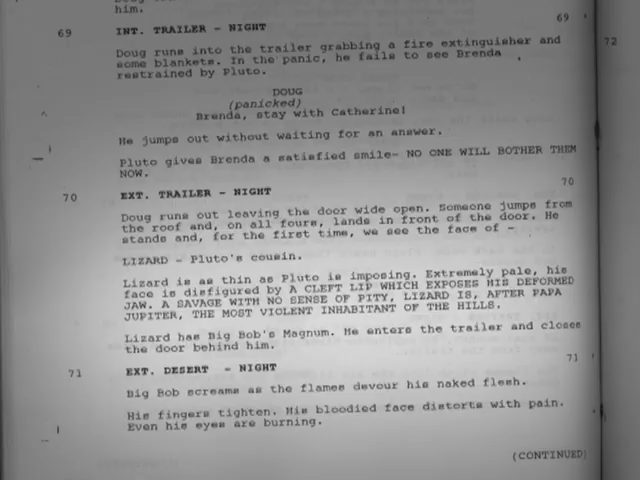 him.
69 INT. TRAILER - NIGHT 69
Doug runs into the trailer grabbing a fire extinguisher and
some blankets. In the panic, he fails to see Brenda
restrained by Pluto.
DOUG
(panicked)
Brenda, stay with Catherine!
He jumps out without waiting for an answer.
Pluto gives Brenda a satisfied smile- NO ONE WILL BOTHER THEM
NOW.
70 EXT. TRAILER - NIGHT 70
Doug runs out leaving the door wide open. Someone jumps from
the roof and, on all fours, lands in front of the door. He
stands and, for the first time, we see the face of -
LIZARD - Pluto's cousin.
Lizard is as thin as Pluto is imposing. Extremely pale, his
face is disfigured by A CLEFT LIP WHICH EXPOSES HIS DEFORMED
JAW. A SAVAGE WITH NO SENSE OF PITY, LIZARD IS, AFTER PAPA
JUPITER, THE MOST VIOLENT INHABITANT OF THE HILLS.
Lizard has Big Bob's Magnum. He enters the trailer and closes
the door behind him.
71 EXT. DESERT - NIGHT 71
Big Bob screams as the flames devour his naked flesh.
His fingers tighten. His bloodied face distorts with pain.
Even his eyes are burning.
(CONTINUED)
72